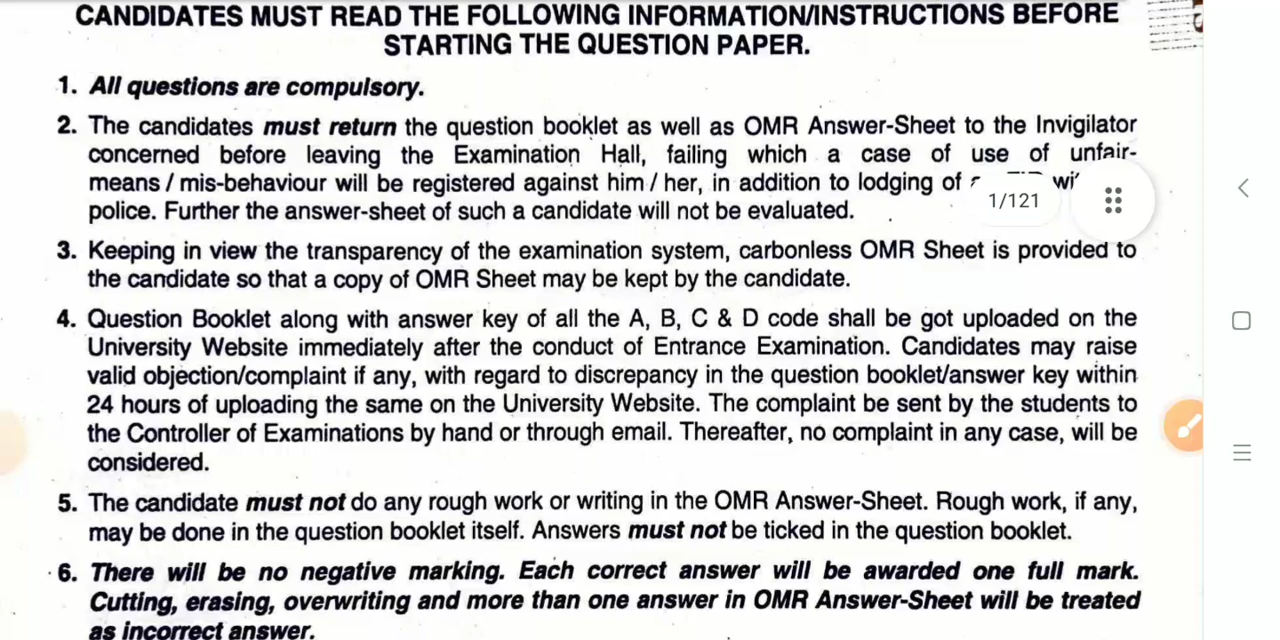 CANDIDATES MUST READ THE FOLLOWING INFORMATION/INSTRUCTIONS BEFORE
STARTING THE QUESTION PAPER.
1. All questions are compulsory.
2. The candidates must return the question booklet as well as OMR Answer-Sheet to the Invigilator
concerned before leaving the Examination Hall, failing which a case of use of unfair-
means / mis-behaviour will be registered against him / her, in addition to lodging of
police. Further the answer-sheet of such a candidate will not be evaluated.
1/121
3. Keeping in view the transparency of the examination system, carbonless OMR Sheet is provided to
the candidate so that a copy of OMR Sheet may be kept by the candidate.
4. Question Booklet along with answer key of all the A, B, C & D code shall be got uploaded on the
University Website immediately after the conduct of Entrance Examination. Candidates may raise
valid objection/complaint if any, with regard to discrepancy in the question booklet/answer key within
24 hours of uploading the same on the University Website. The complaint be sent by the students to
the Controller of Examinations by hand or through email. Thereafter, no complaint in any case, will be
considered.
5. The candidate must not do any rough work or writing in the OMR Answer-Sheet. Rough work, if any,
may be done in the question booklet itself. Answers must not be ticked in the question booklet.
6. There will be no negative marking. Each correct answer will be awarded one full mark.
Cutting, erasing, overwriting and more than one answer in OMR Answer-Sheet will be treated
as incorrect answer.